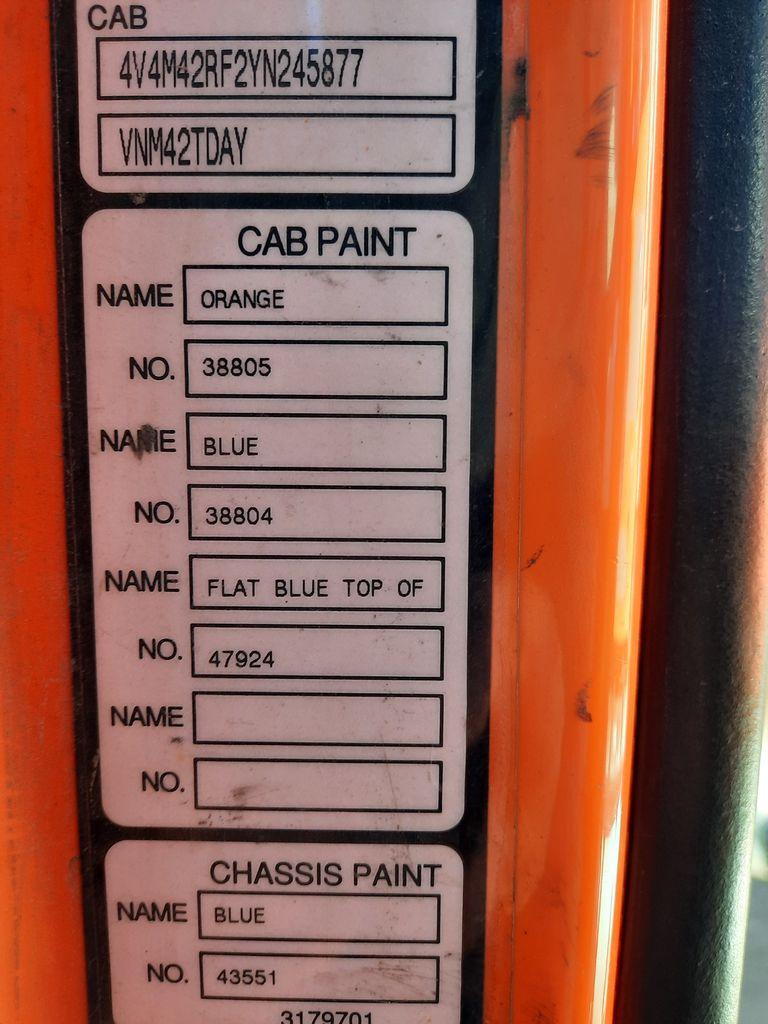 CAB
4V4M42RF2YN245877
VNM42TDAY
CAB PAINT
NAME ORANGE
NO. 38805
NAME BLUE
NO. 38804
NAME FLAT BLUE TOP OF
NO. 47924
NAME
NO.
CHASSIS PAINT
NAME BLUE
NO. 43551
3179701